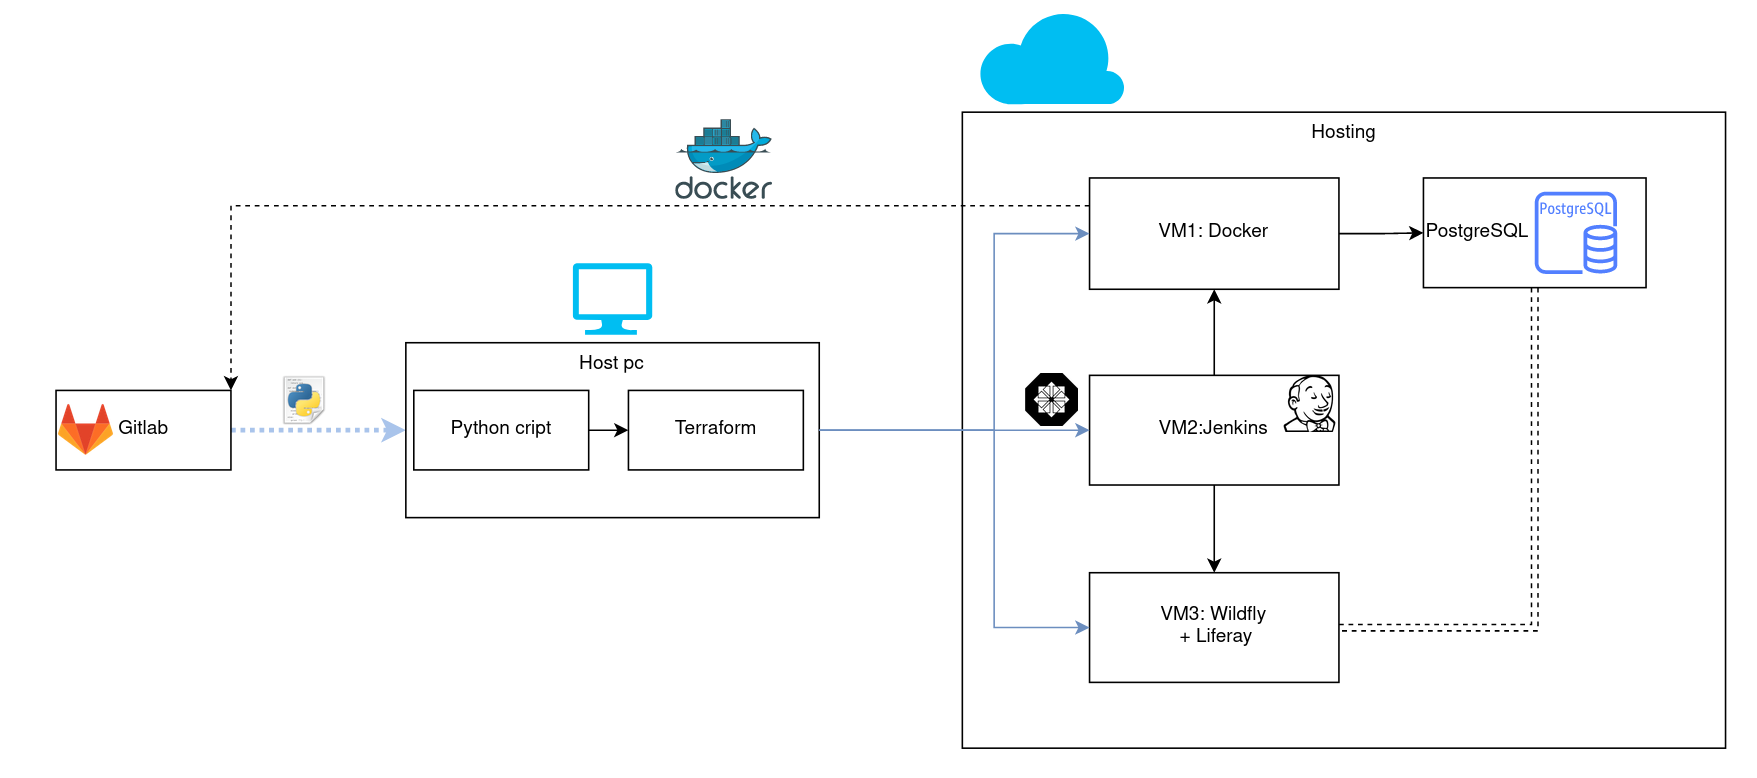 Hosting
docker
VM1: Docker
PostgreSQL
PostgreSQL
Host pc
Gitlab
Python cript
Terraform
VM2:Jenkins
VM3: Wildfly
+ Liferay